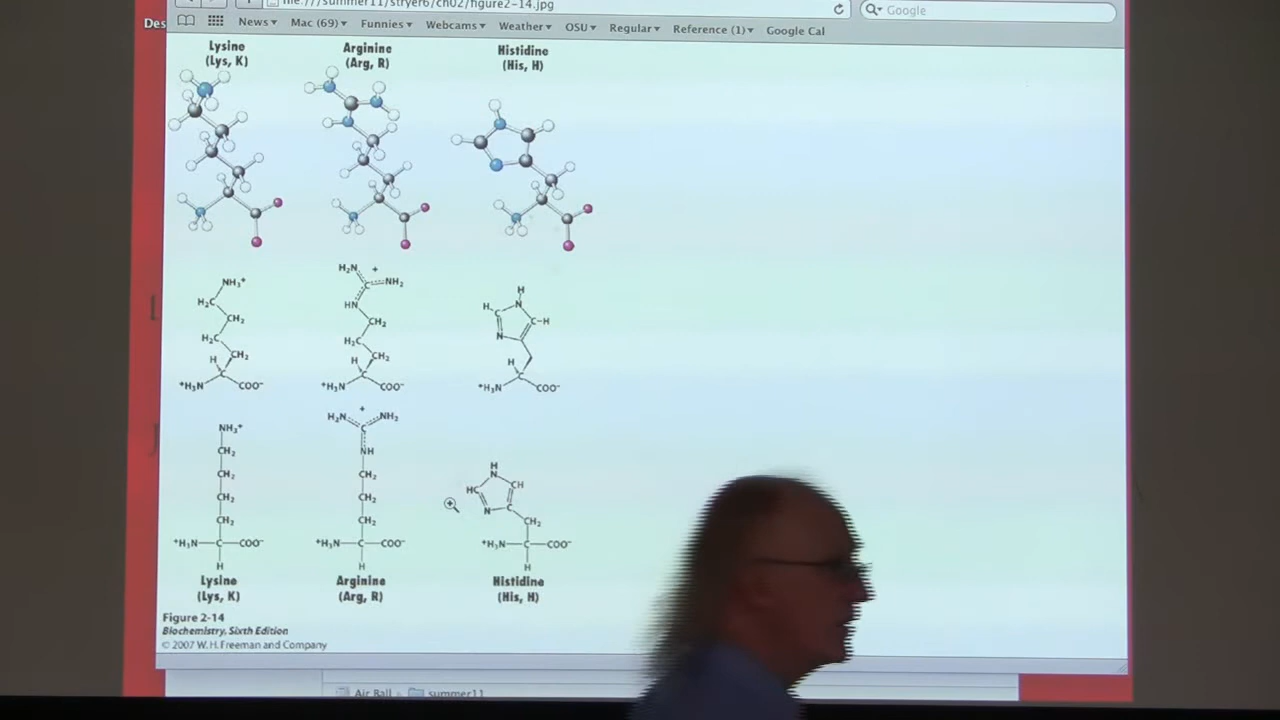 file:///summer11/stryer6/ch02/figure2-14.jpg
Google
News▾ Mac (69)▾ Funnies▾ Webcams▾ Weather▾ OSU▾ Regular▾ Reference (1)▾ Google Cal
Des
Lysine
(Lys, K)
Arginine
(Arg, R)
Histidine
(His, H)
NH₃⁺
H₂C
CH₂
H₂C
CH₂
H
C
⁺H₃N
COO⁻
H₂N
+
C
NH₂
HN
CH₂
H₂C
CH₂
H
C
⁺H₃N
COO⁻
H
N
H
C
C-H
N
H
C
⁺H₃N
COO⁻
NH₃⁺
CH₂
CH₂
CH₂
CH₂
⁺H₃N—C—COO⁻
H
+
H₂N
NH₂
C
NH
CH₂
CH₂
CH₂
⁺H₃N—C—COO⁻
H
H
N
HC
CH
N
C
CH₂
⁺H₃N—C—COO⁻
H
Lysine
(Lys, K)
Arginine
(Arg, R)
Histidine
(His, H)
Figure 2-14
Biochemistry, Sixth Edition
© 2007 W. H. Freeman and Company
Air Ball ▸ summer11